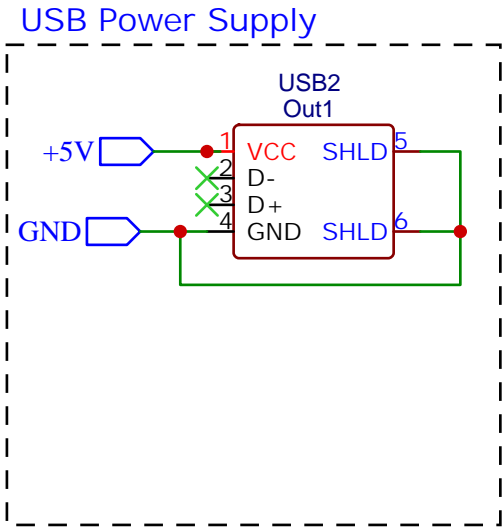 USB Power Supply
USB2
Out1
+5V 1 VCC SHLD 5
2 D-
3 D+
GND 4 GND SHLD 6